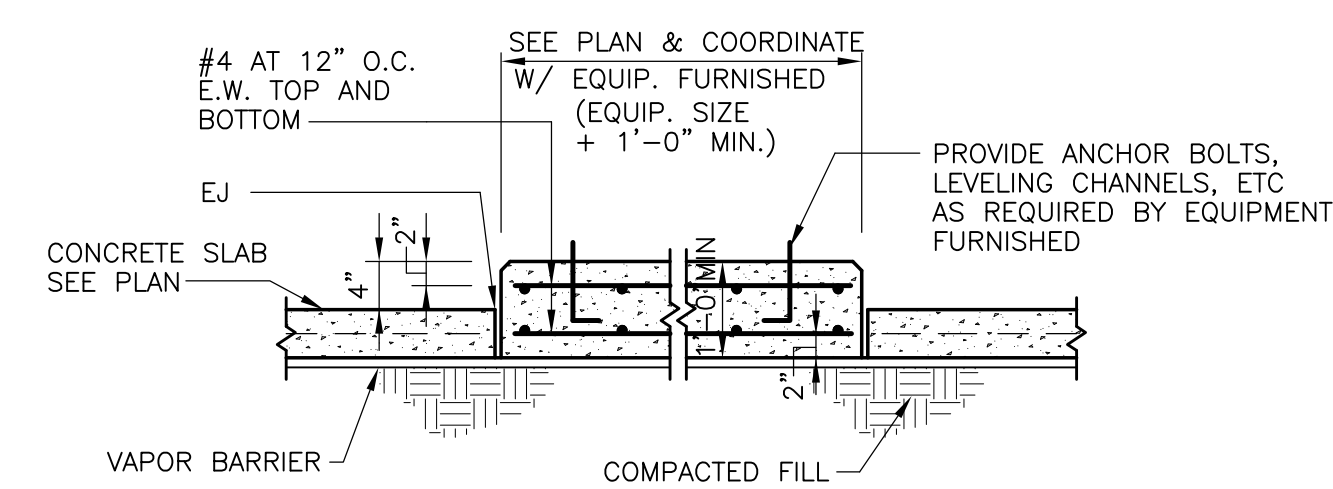 SEE PLAN & COORDINATE
W/ EQUIP. FURNISHED
(EQUIP. SIZE
+ 1'-0" MIN.)
#4 AT 12" O.C.
E.W. TOP AND
BOTTOM
EJ
CONCRETE SLAB
SEE PLAN
4"
2"
1'-0" MIN
2"
PROVIDE ANCHOR BOLTS,
LEVELING CHANNELS, ETC
AS REQUIRED BY EQUIPMENT
FURNISHED
VAPOR BARRIER
COMPACTED FILL